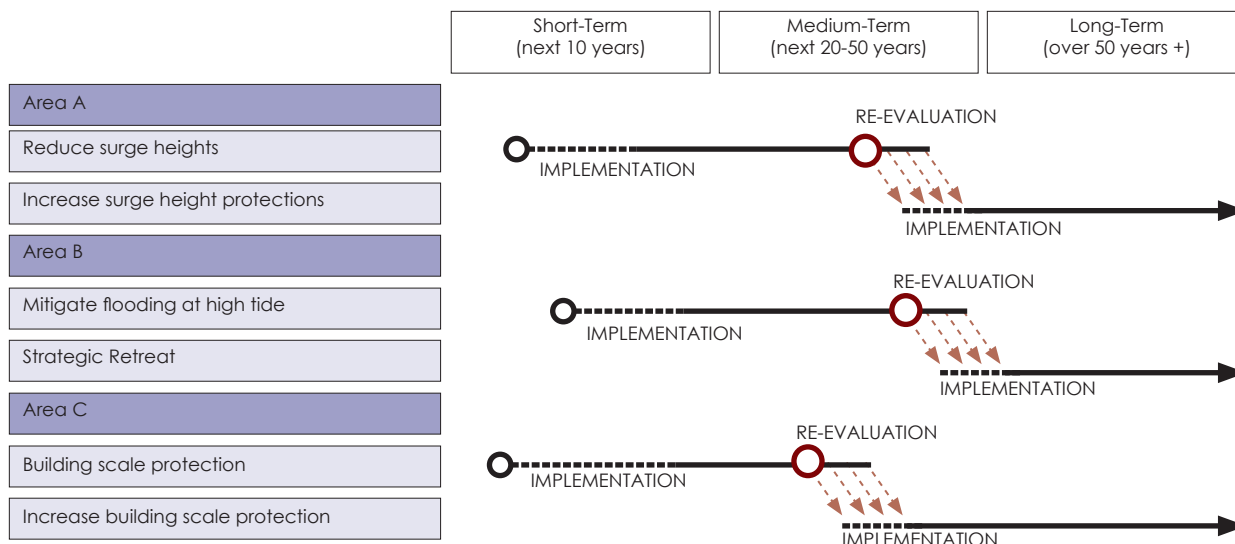 Short-Term
(next 10 years)
Medium-Term
(next 20-50 years)
Long-Term
(over 50 years +)
Area A
RE-EVALUATION
Reduce surge heights
IMPLEMENTATION
Increase surge height protections
IMPLEMENTATION
Area B
RE-EVALUATION
Mitigate flooding at high tide
IMPLEMENTATION
Strategic Retreat
IMPLEMENTATION
Area C
RE-EVALUATION
Building scale protection
IMPLEMENTATION
Increase building scale protection
IMPLEMENTATION